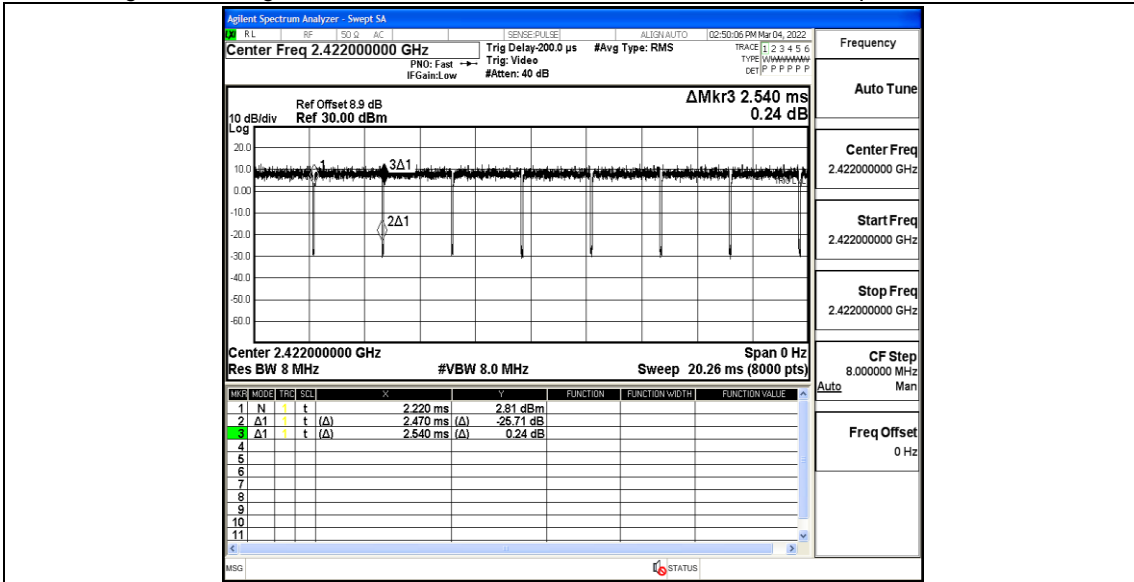 Agilent Spectrum Analyzer - Swept SA
RL RF 50 Ω AC SENSE:PULSE ALIGN AUTO 02:50:06 PM Mar 04, 2022
Center Freq 2.422000000 GHz
PNO: Fast
IFGain:Low
Trig Delay-200.0 µs
Trig: Video
#Atten: 40 dB
#Avg Type: RMS
TRACE 1 2 3 4 5 6
TYPE WWWWWW
DET P P P P P P
Ref Offset 8.9 dB
10 dB/div Ref 30.00 dBm
Log
ΔMkr3 2.540 ms
0.24 dB
20.0
10.0
0.00
-10.0
-20.0
-30.0
-40.0
-50.0
-60.0
1
3Δ1
2Δ1
Center 2.422000000 GHz Span 0 Hz
Res BW 8 MHz #VBW 8.0 MHz Sweep 20.26 ms (8000 pts)
MKR MODE TRC SCL X Y FUNCTION FUNCTION WIDTH FUNCTION VALUE
1 N 1 t 2.220 ms 2.81 dBm
2 Δ1 1 t (Δ) 2.470 ms (Δ) -25.71 dB
3 Δ1 1 t (Δ) 2.540 ms (Δ) 0.24 dB
4
5
6
7
8
9
10
11
MSG STATUS
Frequency
Auto Tune
Center Freq
2.422000000 GHz
Start Freq
2.422000000 GHz
Stop Freq
2.422000000 GHz
CF Step
8.000000 MHz
Auto Man
Freq Offset
0 Hz